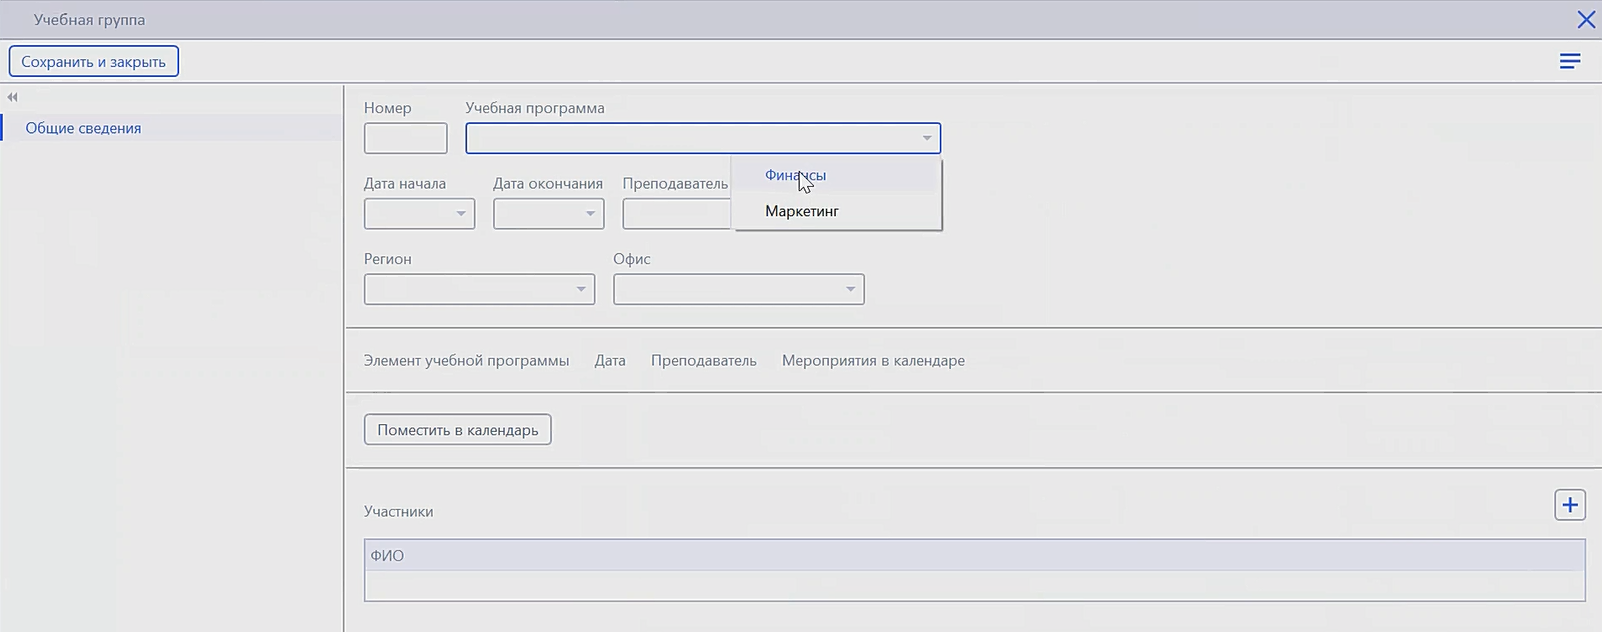 Учебная группа
Сохранить и закрыть
Общие сведения
Номер Учебная программа
Финансы
Маркетинг
Дата начала Дата окончания Преподаватель
Регион Офис
Элемент учебной программы Дата Преподаватель Мероприятия в календаре
Поместить в календарь
Участники
ФИО